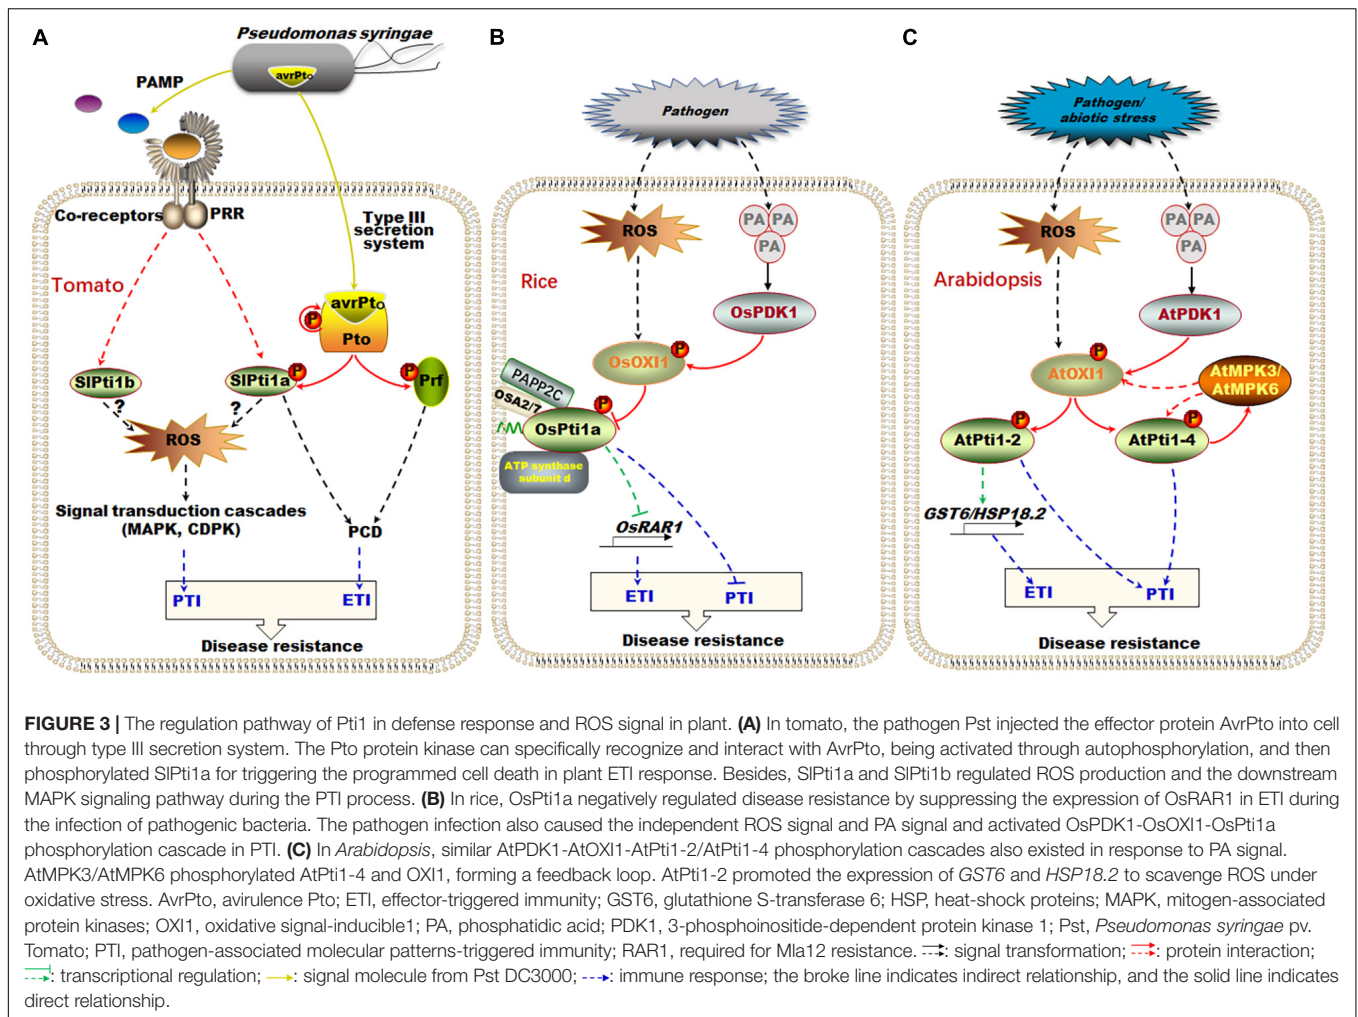 A
Pseudomonas syringae
avrPto
PAMP
Co-receptors
PRR
Type III
secretion
system
Tomato
avrPto
P
Pto
SlPti1b
SlPti1a
P
P
Prf
?
?
ROS
Signal transduction cascades
(MAPK, CDPK)
PCD
PTI
ETI
Disease resistance
B
Pathogen
ROS
PA
PA
PA
Rice
OsPDK1
P
OsOXI1
PAPP2C
OSA2/7
P
OsPti1a
ATP synthase
subunit d
OsRAR1
ETI
PTI
Disease resistance
C
Pathogen/
abiotic stress
ROS
PA
PA
PA
Arabidopsis
AtPDK1
P
AtOXI1
AtMPK3/
AtMPK6
P
AtPti1-2
P
AtPti1-4
GST6/HSP18.2
ETI
PTI
Disease resistance
FIGURE 3 | The regulation pathway of Pti1 in defense response and ROS signal in plant. (A) In tomato, the pathogen Pst injected the effector protein AvrPto into cell
through type III secretion system. The Pto protein kinase can specifically recognize and interact with AvrPto, being activated through autophosphorylation, and then
phosphorylated SlPti1a for triggering the programmed cell death in plant ETI response. Besides, SlPti1a and SlPti1b regulated ROS production and the downstream
MAPK signaling pathway during the PTI process. (B) In rice, OsPti1a negatively regulated disease resistance by suppressing the expression of OsRAR1 in ETI during
the infection of pathogenic bacteria. The pathogen infection also caused the independent ROS signal and PA signal and activated OsPDK1-OsOXI1-OsPti1a
phosphorylation cascade in PTI. (C) In Arabidopsis, similar AtPDK1-AtOXI1-AtPti1-2/AtPti1-4 phosphorylation cascades also existed in response to PA signal.
AtMPK3/AtMPK6 phosphorylated AtPti1-4 and OXI1, forming a feedback loop. AtPti1-2 promoted the expression of GST6 and HSP18.2 to scavenge ROS under
oxidative stress. AvrPto, avirulence Pto; ETI, effector-triggered immunity; GST6, glutathione S-transferase 6; HSP, heat-shock proteins; MAPK, mitogen-associated
protein kinases; OXI1, oxidative signal-inducible1; PA, phosphatidic acid; PDK1, 3-phosphoinositide-dependent protein kinase 1; Pst, Pseudomonas syringae pv.
Tomato; PTI, pathogen-associated molecular patterns-triggered immunity; RAR1, required for Mla12 resistance. : signal transformation; : protein interaction;
: transcriptional regulation; : signal molecule from Pst DC3000; : immune response; the broke line indicates indirect relationship, and the solid line indicates
direct relationship.